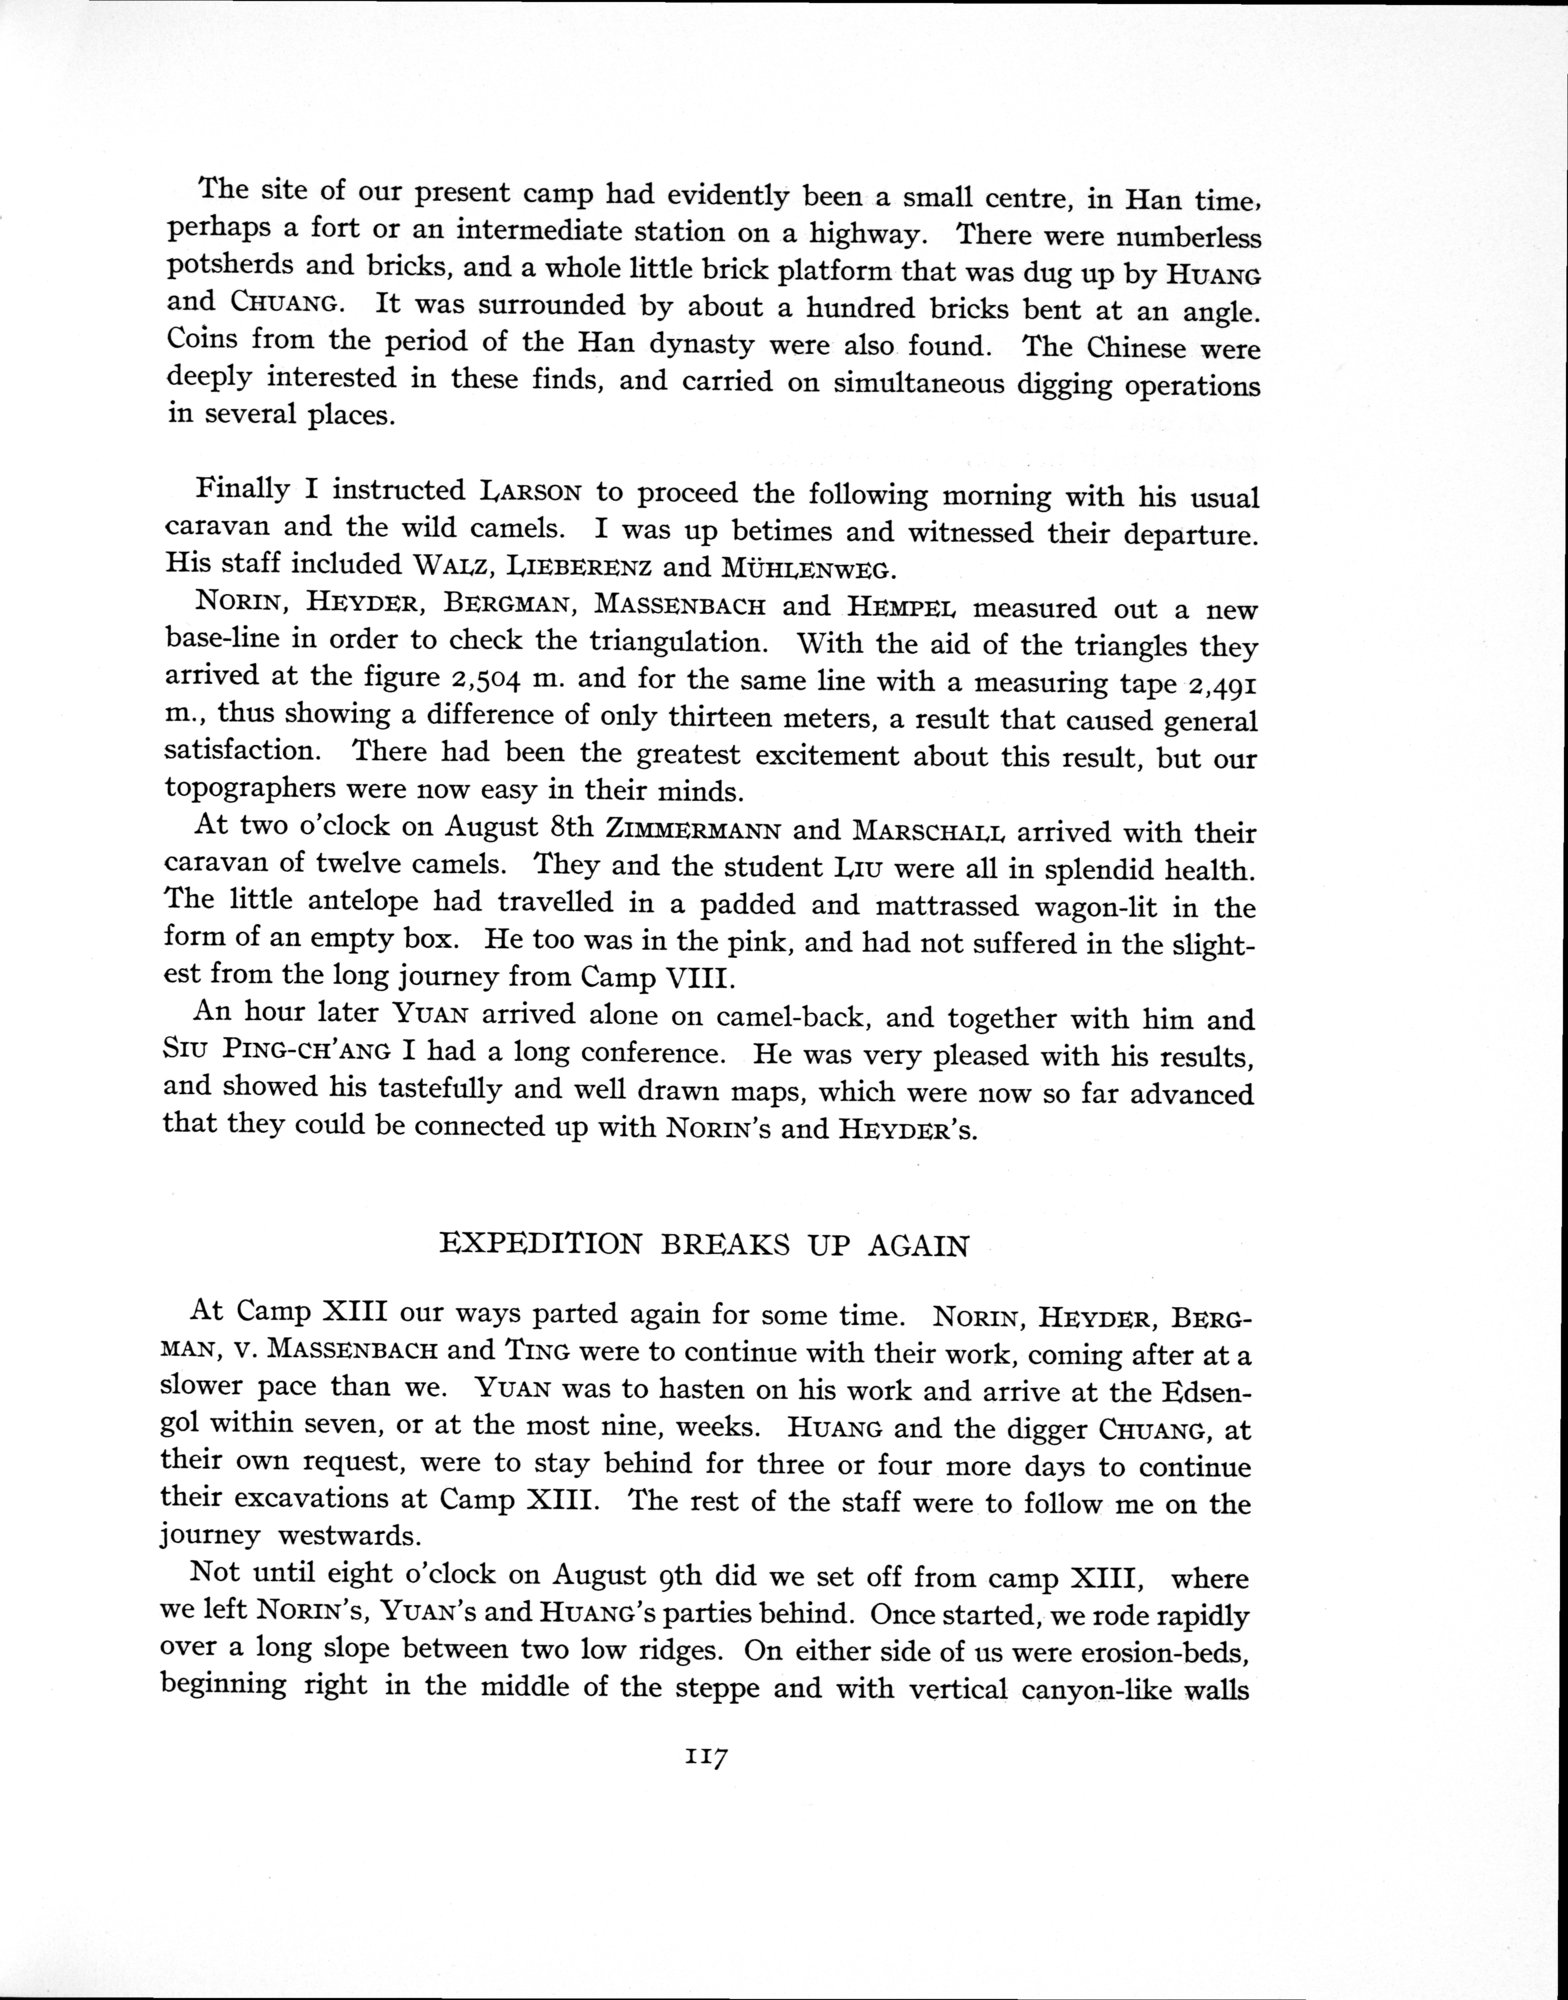 The site of our present camp had evidently been a small centre, in Han time,
perhaps a fort or an intermediate station on a highway. There were numberless
potsherds and bricks, and a whole little brick platform that was dug up by HUANG
and CHUANG. It was surrounded by about a hundred bricks bent at an angle.
Coins from the period of the Han dynasty were also found. The Chinese were
deeply interested in these finds, and carried on simultaneous digging operations
in several places.
Finally I instructed LARSON to proceed the following morning with his usual
caravan and the wild camels. I was up betimes and witnessed their departure.
His staff included WALZ, LIEBERENZ and MÜHLENWEG.
NORIN, HEYDER, BERGMAN, MASSENBACH and HEMPEL measured out a new
base-line in order to check the triangulation. With the aid of the triangles they
arrived at the figure 2,504 m. and for the same line with a measuring tape 2,491
m., thus showing a difference of only thirteen meters, a result that caused general
satisfaction. There had been the greatest excitement about this result, but our
topographers were now easy in their minds.
At two o'clock on August 8th ZIMMERMANN and MARSCHALL arrived with their
caravan of twelve camels. They and the student LIU were all in splendid health.
The little antelope had travelled in a padded and mattrassed wagon-lit in the
form of an empty box. He too was in the pink, and had not suffered in the slight-
est from the long journey from Camp VIII.
An hour later YUAN arrived alone on camel-back, and together with him and
SIU PING-CH'ANG I had a long conference. He was very pleased with his results,
and showed his tastefully and well drawn maps, which were now so far advanced
that they could be connected up with NORIN's and HEYDER's.
EXPEDITION BREAKS UP AGAIN
At Camp XIII our ways parted again for some time. NORIN, HEYDER, BERG-
MAN, V. MASSENBACH and TING were to continue with their work, coming after at a
slower pace than we. YUAN was to hasten on his work and arrive at the Edsen-
gol within seven, or at the most nine, weeks. HUANG and the digger CHUANG, at
their own request, were to stay behind for three or four more days to continue
their excavations at Camp XIII. The rest of the staff were to follow me on the
journey westwards.
Not until eight o'clock on August 9th did we set off from camp XIII, where
we left NORIN's, YUAN's and HUANG's parties behind. Once started, we rode rapidly
over a long slope between two low ridges. On either side of us were erosion-beds,
beginning right in the middle of the steppe and with vertical canyon-like walls
117